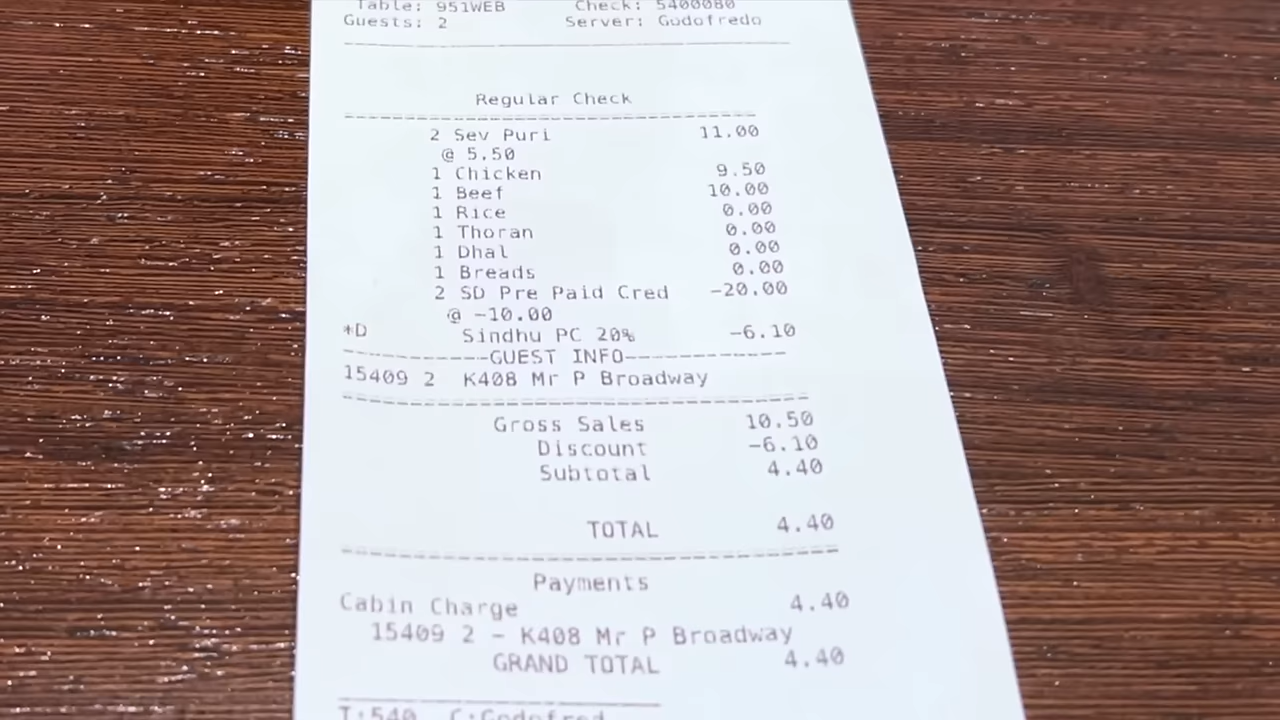 Table: 951WEB Check: 5400080
Guests: 2 Server: Godofredo
Regular Check
2 Sev Puri 11.00
@ 5.50
1 Chicken 9.50
1 Beef 10.00
1 Rice 0.00
1 Thoran 0.00
1 Dhal 0.00
1 Breads 0.00
2 SD Pre Paid Cred -20.00
@ -10.00
*D Sindhu PC 20% -6.10
----------GUEST INFO----------
15409 2 K408 Mr P Broadway
Gross Sales 10.50
Discount -6.10
Subtotal 4.40
TOTAL 4.40
Payments
Cabin Charge 4.40
15409 2 - K408 Mr P Broadway
GRAND TOTAL 4.40
T:540 C:Godofred